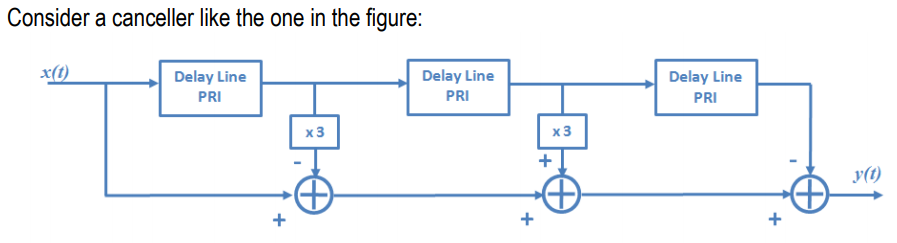 Consider a canceller like the one in the figure:
x(t)
Delay Line
PRI
Delay Line
PRI
Delay Line
PRI
x 3
x 3
-
+
-
y(t)
+
+
+
+
+
+